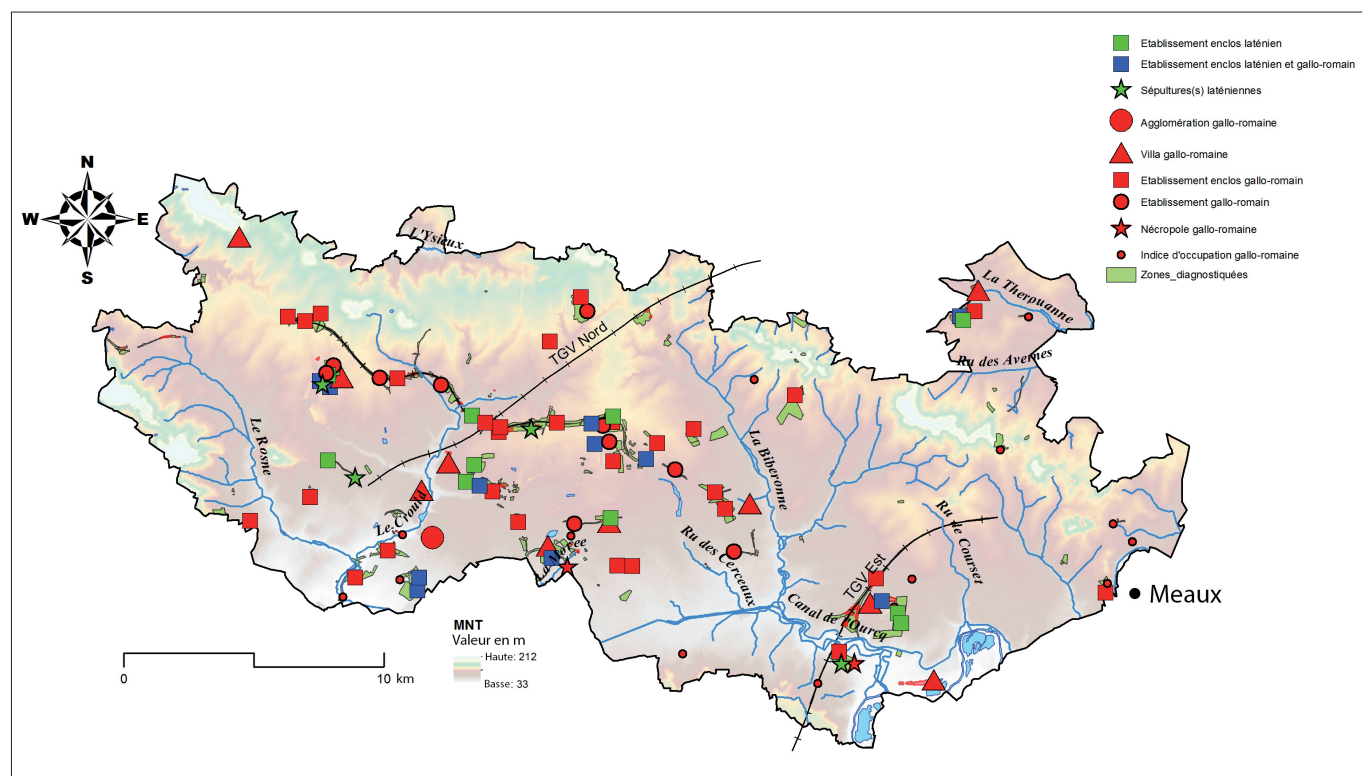 Etablissement enclos laténien
Etablissement enclos laténien et gallo-romain
Sépultures(s) laténiennes
Agglomération gallo-romaine
Villa gallo-romaine
Etablissement enclos gallo-romain
Etablissement gallo-romain
Nécropole gallo-romaine
Indice d'occupation gallo-romaine
Zones_diagnostiquées
N
W E
S
L'Ysieux
La Therouanne
TGV Nord
Ru des Avernes
Le Rosne
La Biberonne
Le Crould
Ru de Courset
Ru des Cerceaux
TGV Est
Meaux
Canal de l'Ourcq
MNT
Valeur en m
Haute: 212
Basse: 33
0 10 km